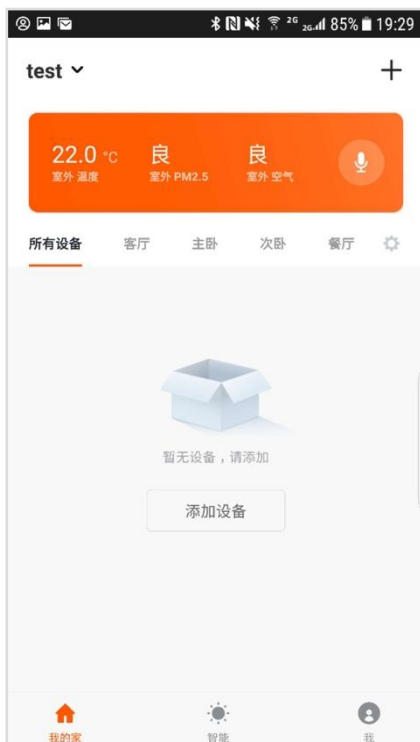 2G 2G 85% 19:29
test
22.0 °C 良 良
室外 温度 室外 PM2.5 室外 空气
所有设备 客厅 主卧 次卧 餐厅
暂无设备，请添加
添加设备
我的家 智能 我